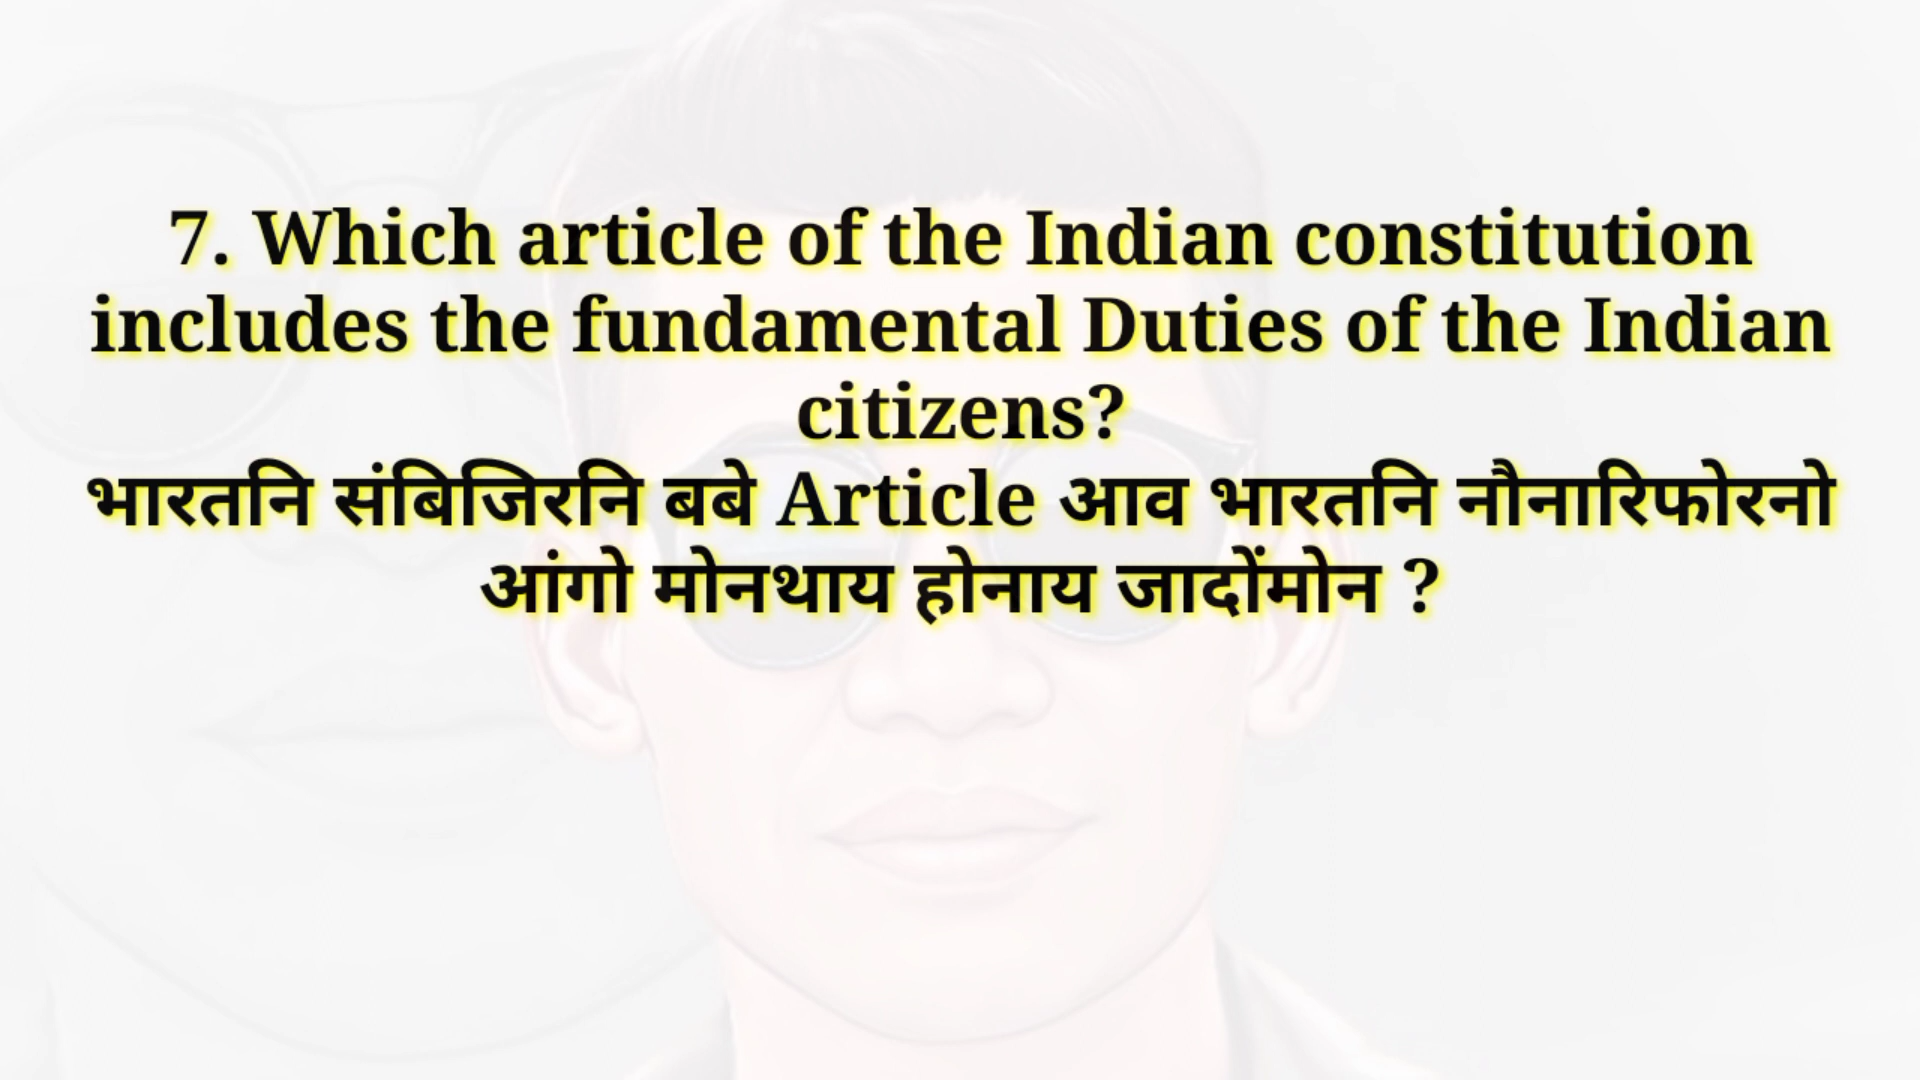 7. Which article of the Indian constitution
includes the fundamental Duties of the Indian
citizens?
भारतनि संबिजिरनि बबे Article आव भारतनि नौनारिफोरनो
आंगो मोनथाय होनाय जादोंमोन ?